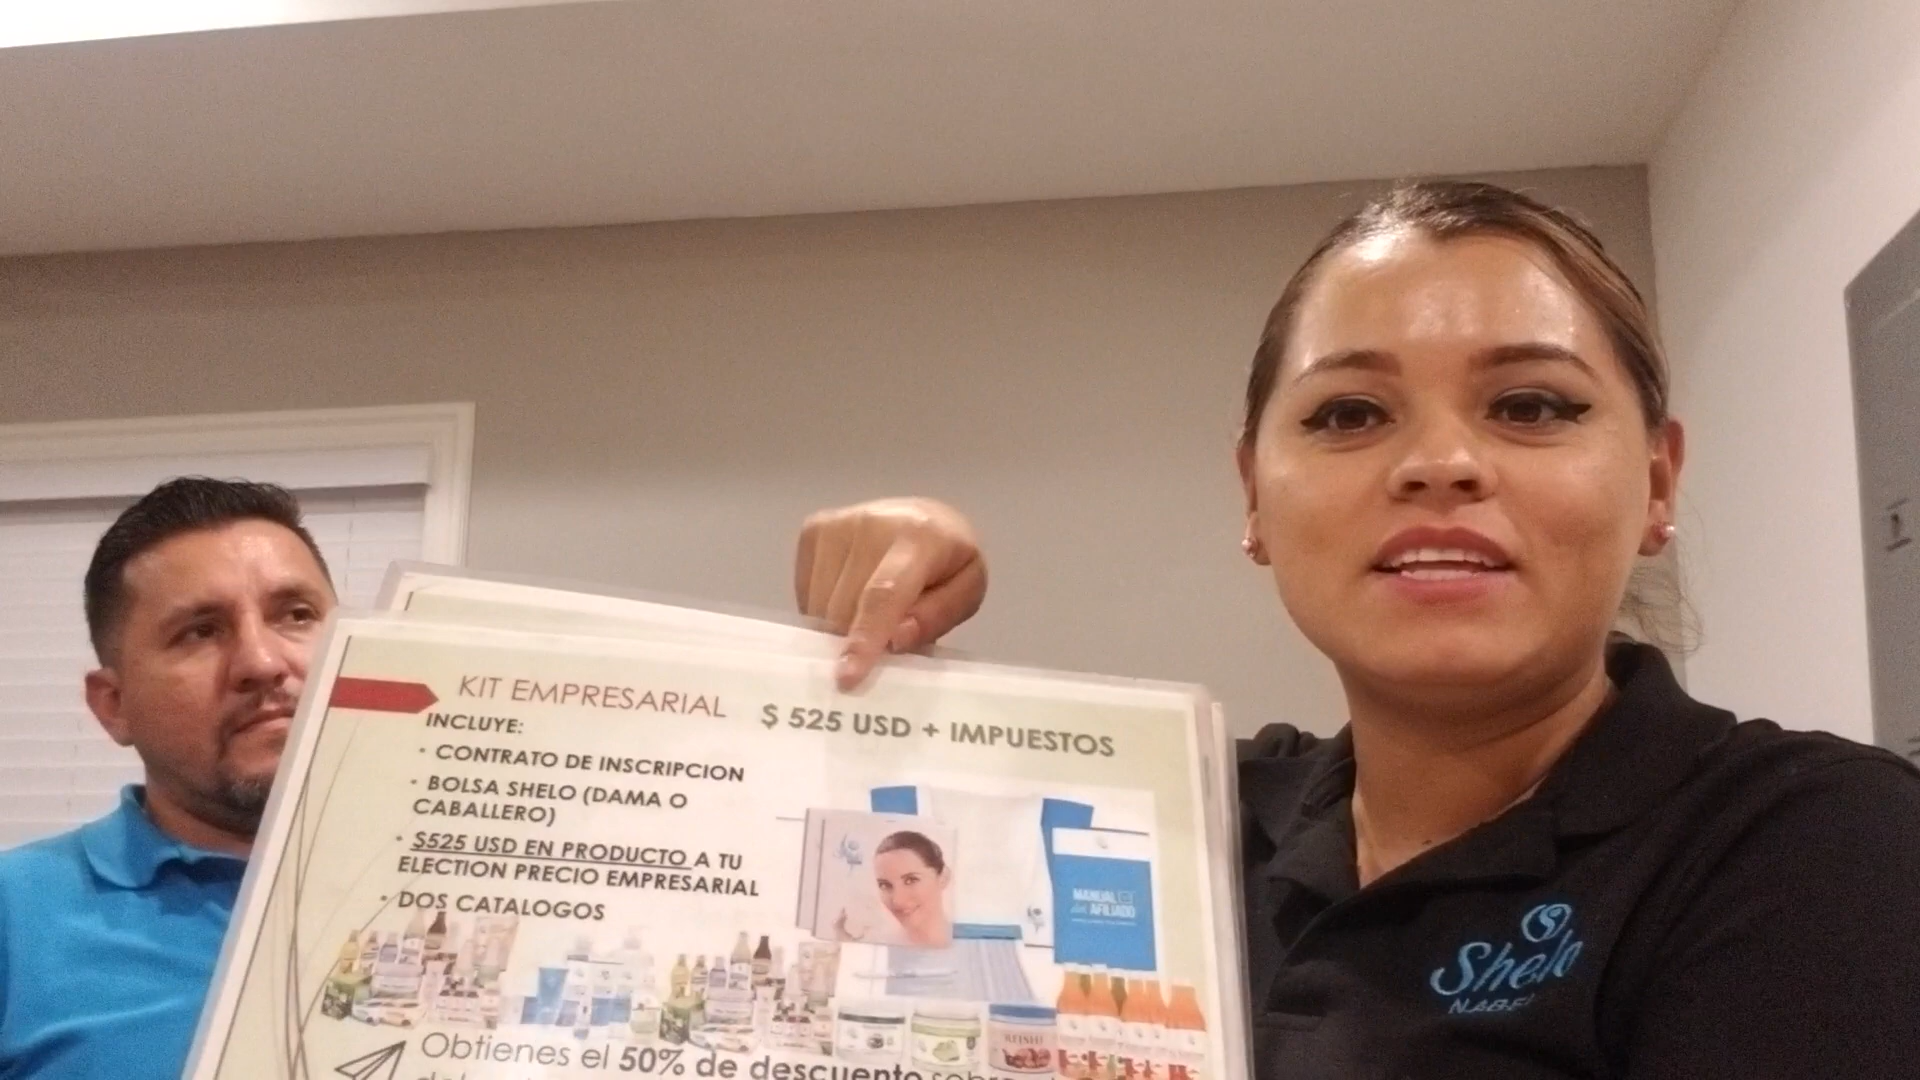 KIT EMPRESARIAL
$ 525 USD + IMPUESTOS
INCLUYE:
• CONTRATO DE INSCRIPCION
• BOLSA SHELO (DAMA O
CABALLERO)
• $525 USD EN PRODUCTO A TU
ELECTION PRECIO EMPRESARIAL
• DOS CATALOGOS
MANUAL
del AFILIADO
REISHI
Obtienes el 50% de descuento
Shelo